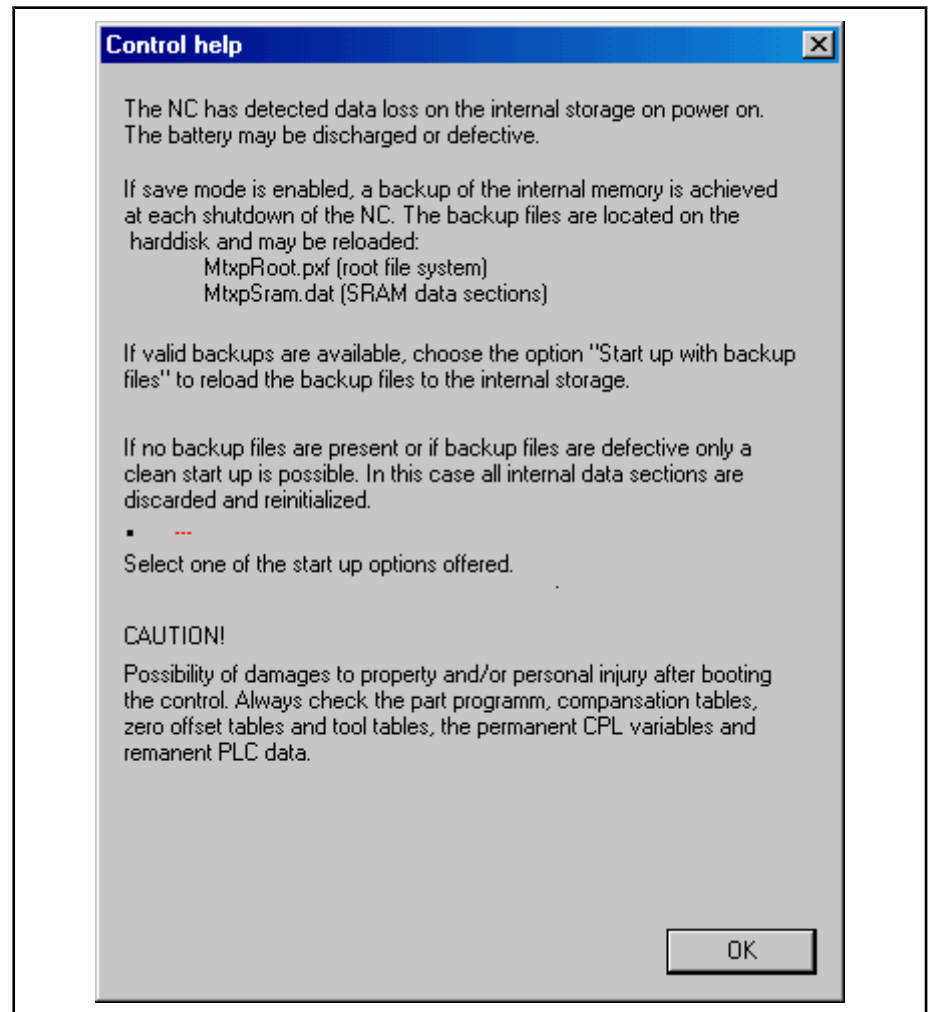 Control help
The NC has detected data loss on the internal storage on power on.
The battery may be discharged or defective.
If save mode is enabled, a backup of the internal memory is achieved
at each shutdown of the NC. The backup files are located on the
harddisk and may be reloaded:
MtxpRoot.pxf (root file system)
MtxpSram.dat (SRAM data sections)
If valid backups are available, choose the option "Start up with backup
files" to reload the backup files to the internal storage.
If no backup files are present or if backup files are defective only a
clean start up is possible. In this case all internal data sections are
discarded and reinitialized.
Select one of the start up options offered.
CAUTION!
Possibility of damages to property and/or personal injury after booting
the control. Always check the part programm, compansation tables,
zero offset tables and tool tables, the permanent CPL variables and
remanent PLC data.
OK